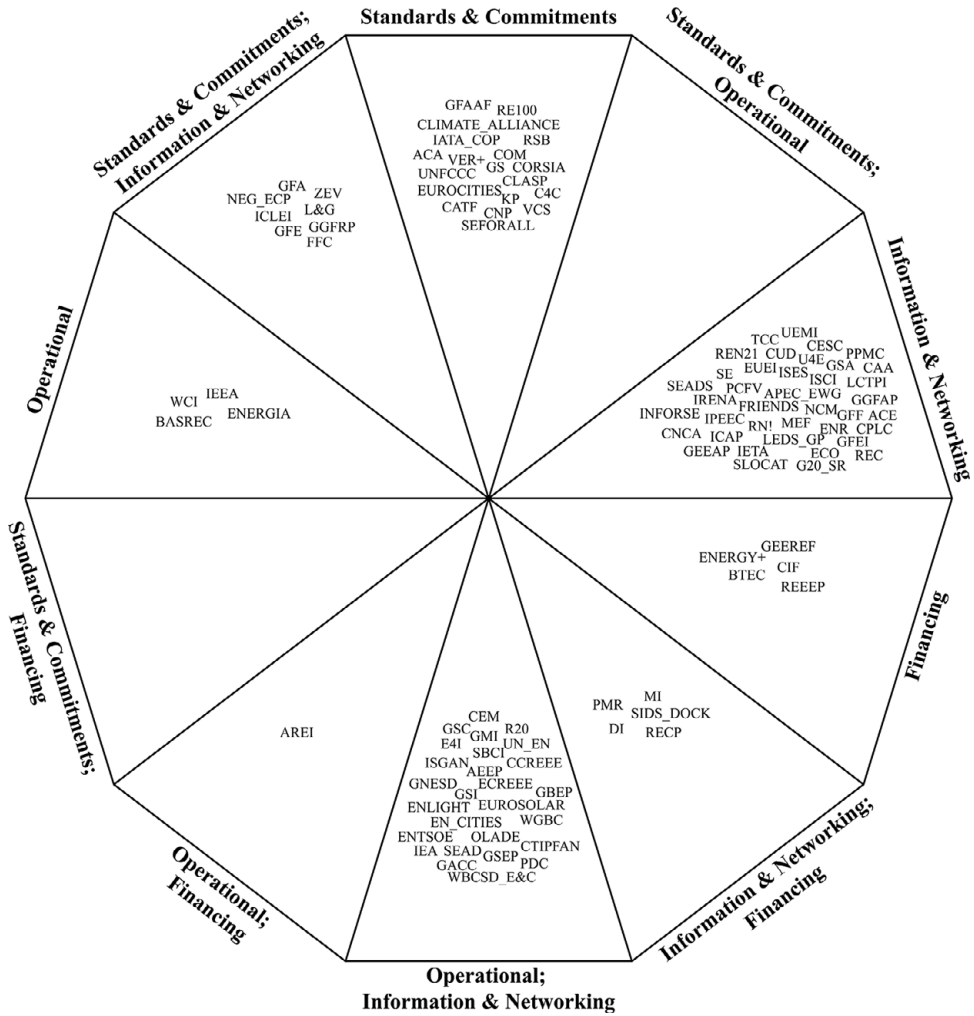 Standards & Commitments
Standards & Commitments;
Operational
Standards & Commitments;
Information & Networking
GFAAF RE100
CLIMATE_ALLIANCE
IATA_COP RSB
ACA VER+ COM
GS CORSIA
UNFCCC CLASP
EUROCITIES KP C4C
CATF CNP VCS
SEFORALL
GFA ZEV
NEG_ECP L&G
ICLEI GGFRP
GFE
FFC
Information & Networking
TCC UEMI
CESC PPMC
REN21 CUD U4E GSA CAA
EUEI ISES
SE ISCI LCTPI
SEADS PCFV APEC_EWG
IRENA FRIENDS NCM GGFAP
INFORSE IPEEC GFF ACE
RN! MEF ENR CPLC
CNCA ICAP LEDS_GP GFEI
GEEAP IETA ECO REC
SLOCAT G20_SR
Operational
WCI IEEA
BASREC ENERGIA
Financing
GEEREF
ENERGY+
BTEC CIF
REEEP
Standards & Commitments;
Financing
AREI
Operational;
Financing
CEM
GSC GMI R20
E4I UN_EN
SBCI
ISGAN CCREEE
AEEP
GNESD ECREEE
GSI GBEP
ENLIGHT EUROSOLAR
EN_CITIES WGBC
ENTSOE OLADE
CTIPFAN
IEA SEAD GSEP
GACC PDC
WBCSD_E&C
Operational;
Information & Networking
PMR MI
SIDS_DOCK
DI RECP
Information & Networking;
Financing